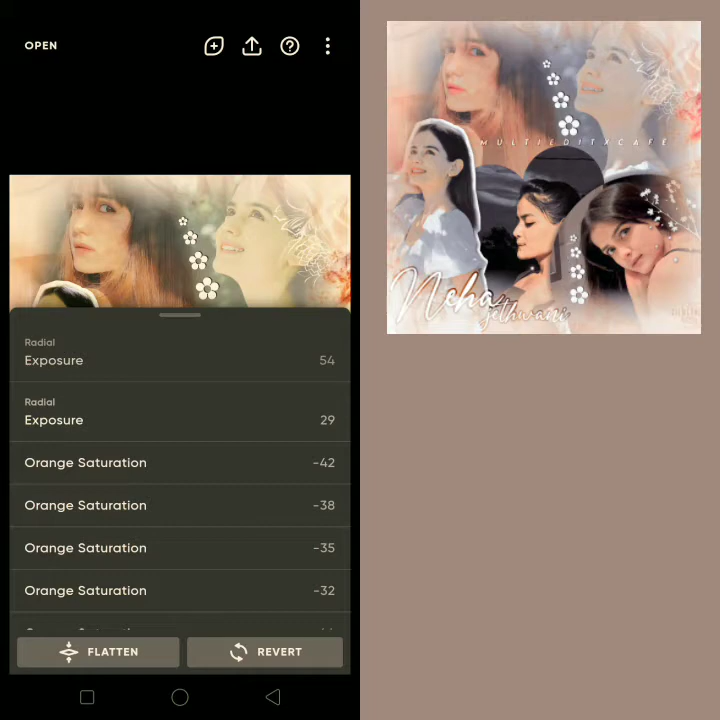 OPEN
Radial
Exposure 54
Radial
Exposure 29
Orange Saturation -42
Orange Saturation -38
Orange Saturation -35
Orange Saturation -32
FLATTEN
REVERT
MULTIEDITXCAFE
Neha
jethwani